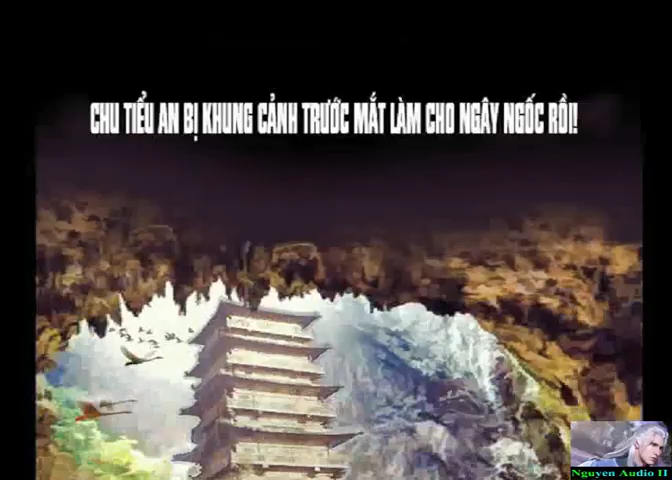 CHU TIỂU AN BỊ KHUNG CẢNH TRƯỚC MẮT LÀM CHO NGÂY NGỐC RỒI!
Nguyen Audio II